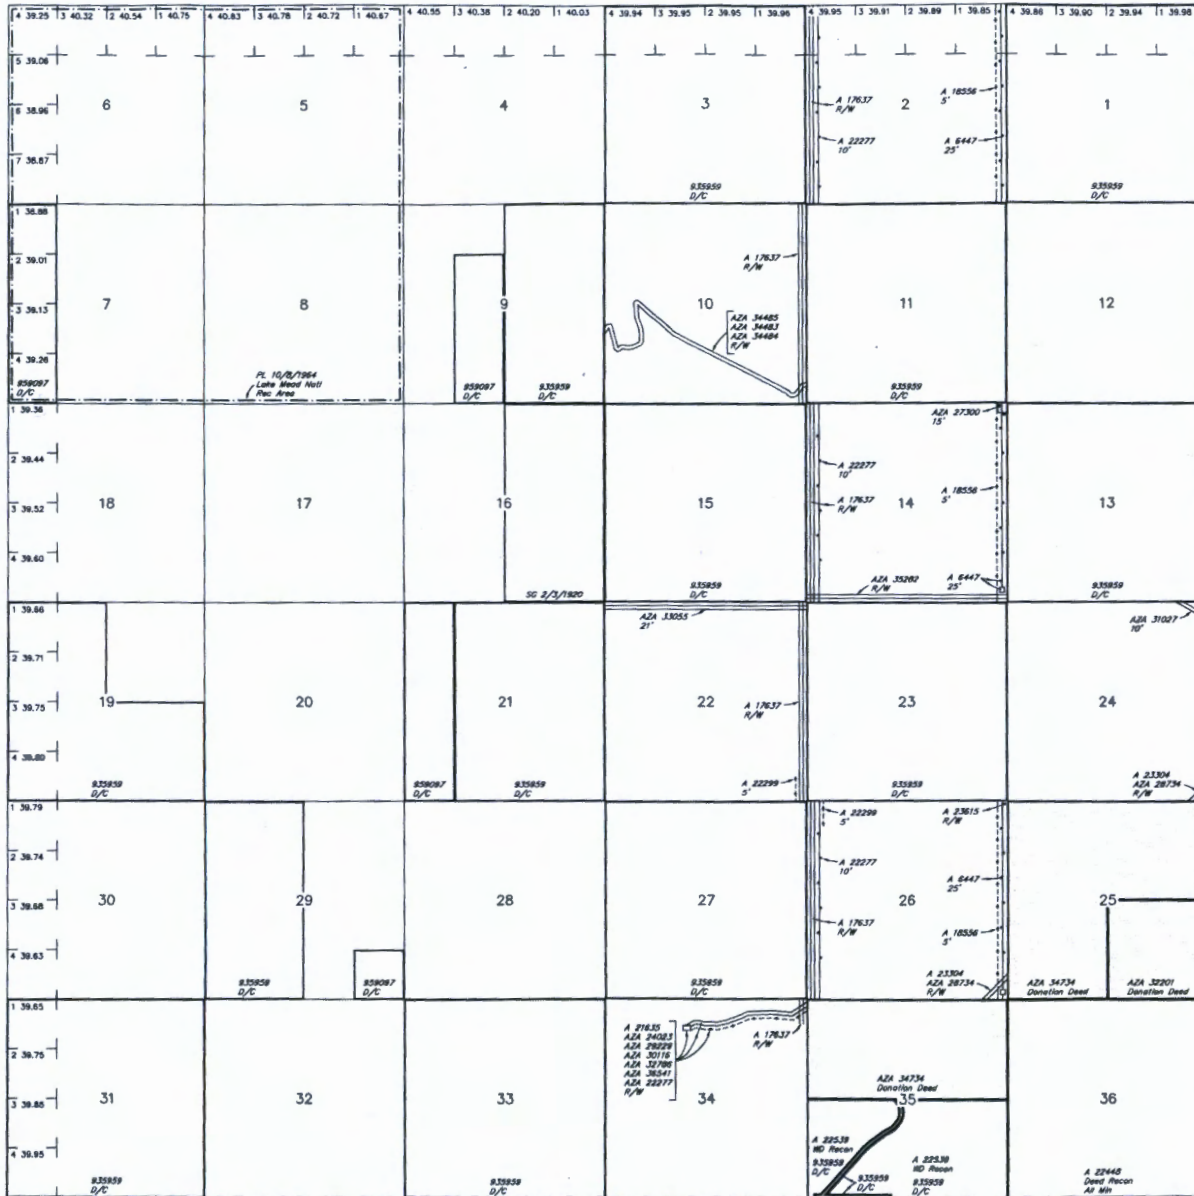 4 39.25 3 40.32 2 40.54 1 40.75 4 40.83 3 40.78 2 40.72 1 40.67 4 40.55 3 40.38 2 40.20 1 40.03 4 39.94 3 39.95 2 39.95 1 39.96 4 39.95 3 39.91 2 39.89 1 39.85 4 39.86 3 39.90 2 39.94 1 39.98
5 39.06
6 38.96
7 38.87
6
5
4
3
935959
D/C
A 17637
R/W
A 22277
10'
2
A 18556
5'
A 6447
25'
1
935959
D/C
1 38.88
2 39.01
3 39.13
4 39.26
7
959097
D/C
8
PL 10/8/1964
Lake Mead Natl
Rec Area
9
959097
D/C
935959
D/C
A 17637
R/W
10
AZA 34485
AZA 34483
AZA 34484
R/W
11
935959
D/C
12
1 39.36
2 39.44
3 39.52
4 39.60
18
17
16
SG 2/3/1920
15
935959
D/C
AZA 27300
15'
A 22277
10'
A 17637
R/W
14
A 18556
5'
AZA 35282
R/W
A 6447
25'
13
935959
D/C
1 39.66
2 39.71
3 39.75
4 39.80
19
935959
D/C
20
21
959097
D/C
935959
D/C
AZA 33055
21'
22
A 17637
R/W
A 22299
5'
23
935959
D/C
AZA 31027
10'
24
A 23304
AZA 28734
R/W
1 39.79
2 39.74
3 39.68
4 39.63
30
29
935959
D/C
959097
D/C
28
27
935959
D/C
A 22299
5'
A 22277
10'
A 17637
R/W
26
A 23615
R/W
A 6447
25'
A 18556
5'
A 23304
AZA 28734
R/W
25
AZA 34734
Donation Deed
AZA 32201
Donation Deed
1 39.65
2 39.75
3 39.85
4 39.95
31
935959
D/C
32
33
935959
D/C
A 21635
AZA 24023
AZA 29229
AZA 30116
AZA 32786
AZA 36541
AZA 22277
R/W
A 17637
R/W
34
AZA 34734
Donation Deed
35
A 22539
WD Recon
935959
D/C
935959
D/C
A 22539
WD Recon
935959
D/C
36
A 22448
Deed Recon
All Min